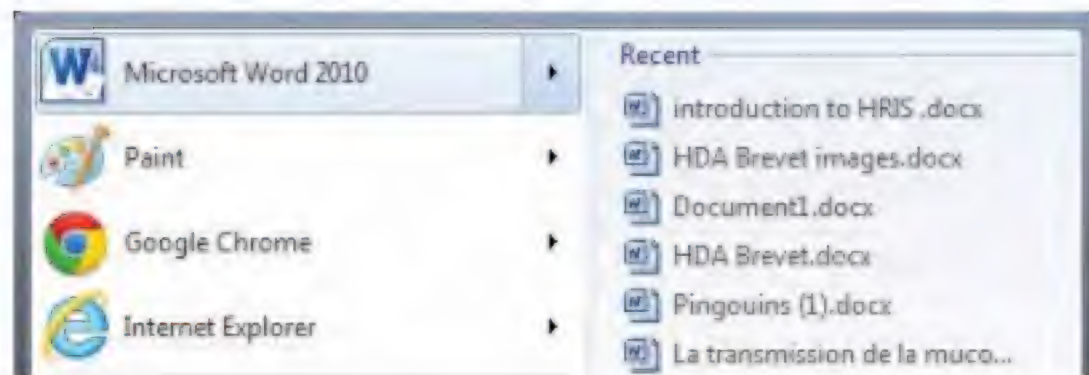 Microsoft Word 2010
Paint
Google Chrome
Internet Explorer
Recent
introduction to HRIS .docx
HDA Brevet images.docx
Document1.docx
HDA Brevet.docx
Pingouins (1).docx
La transmission de la muco...